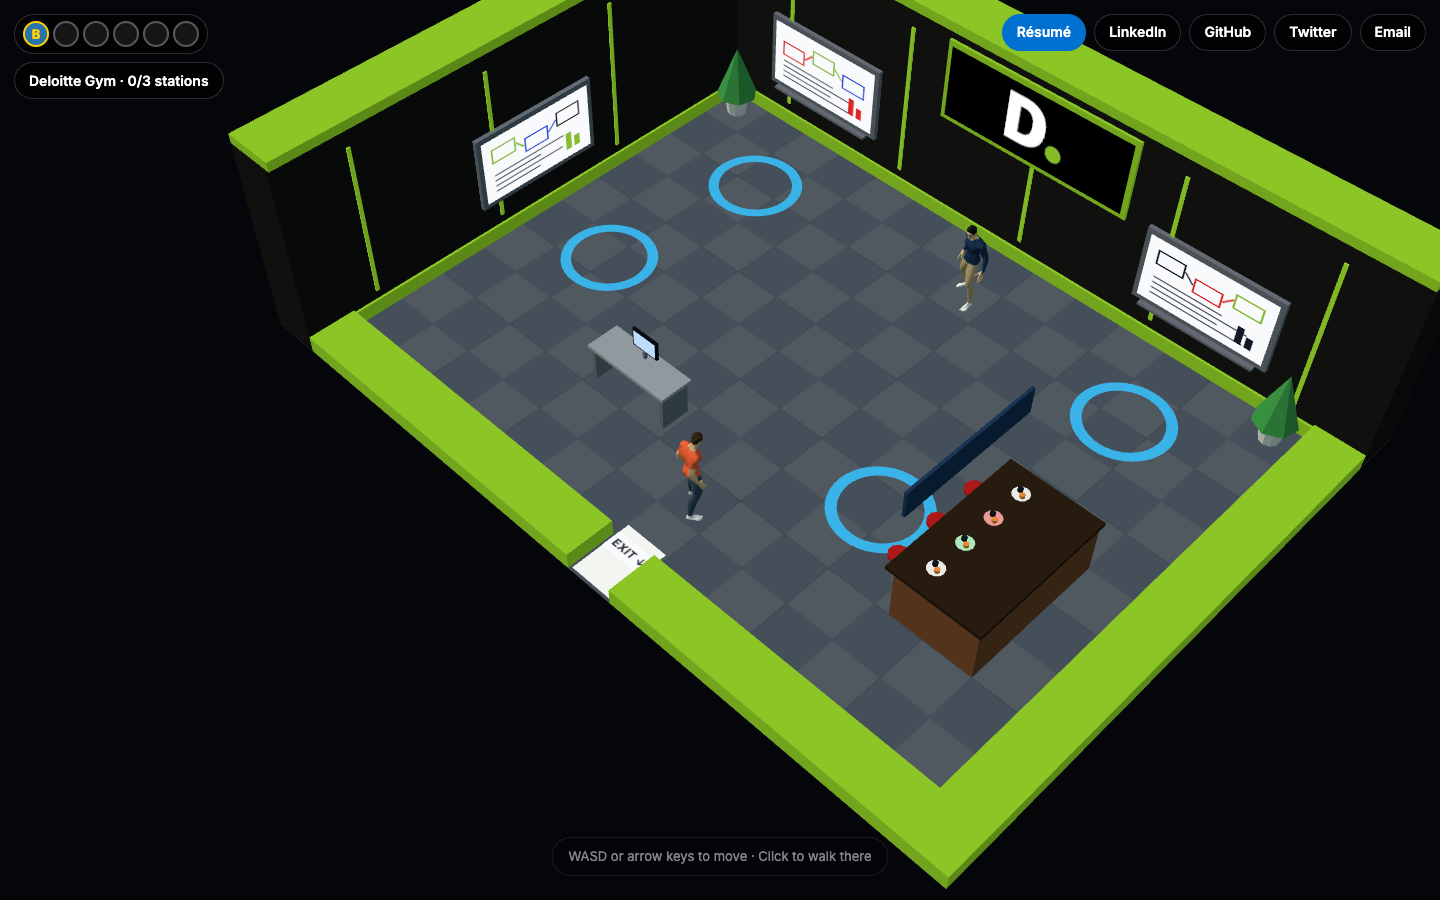 B
Deloitte Gym · 0/3 stations
Résumé
LinkedIn
GitHub
Twitter
Email
D.
EXIT ↓
WASD or arrow keys to move · Click to walk there